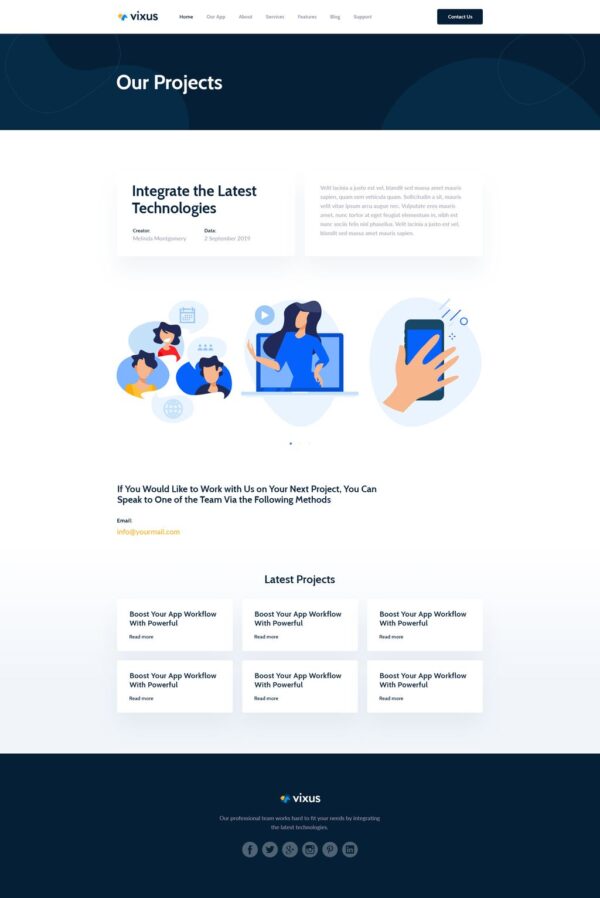 vixus
Home Our App About Services Features Blog Support
Contact Us
Our Projects
Integrate the Latest
Technologies
Creator: Data:
Melinda Montgomery 2 September 2019
Velit lacinia a justo est vel, blandit sed massa amet mauris
sapien, quam sem vehicula quam. Sollicitudin a sit, mauris
velit vitae ipsum arcu augue nec. Vulputate eros mauris
amet, nunc tortor at eget feugiat elementum in, nibh est
nunc sociis felis nisl phasellus. Velit lacinia a justo est vel,
blandit sed massa amet mauris sapien.
If You Would Like to Work with Us on Your Next Project, You Can
Speak to One of the Team Via the Following Methods
Email:
info@yourmail.com
Latest Projects
Boost Your App Workflow
With Powerful
Read more
Boost Your App Workflow
With Powerful
Read more
Boost Your App Workflow
With Powerful
Read more
Boost Your App Workflow
With Powerful
Read more
Boost Your App Workflow
With Powerful
Read more
Boost Your App Workflow
With Powerful
Read more
vixus
Our professional team works hard to fit your needs by integrating
the latest technologies.